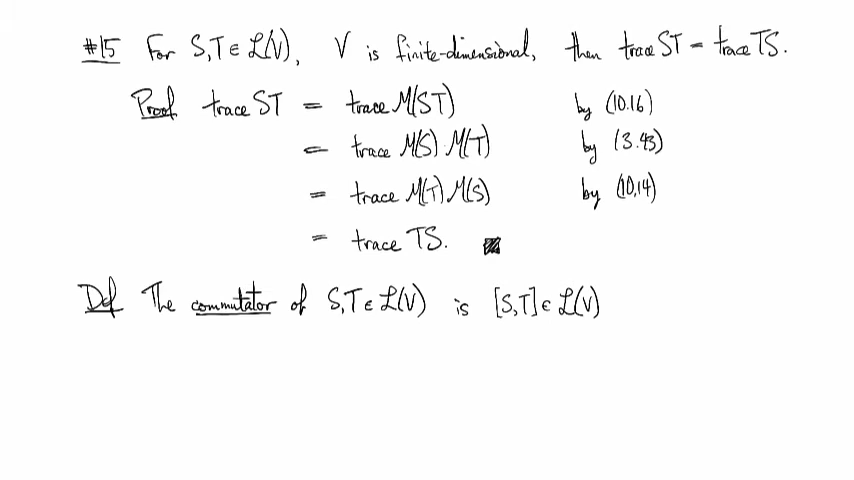 #15 For S,T ∈ ℒ(V), V is finite-dimensional, then trace ST = trace TS.
Proof trace ST = trace M(ST) by (10.16)
= trace M(S) M(T) by (3.43)
= trace M(T) M(S) by (10.14)
= trace TS.
Def The commutator of S,T ∈ ℒ(V) is [S,T] ∈ ℒ(V)